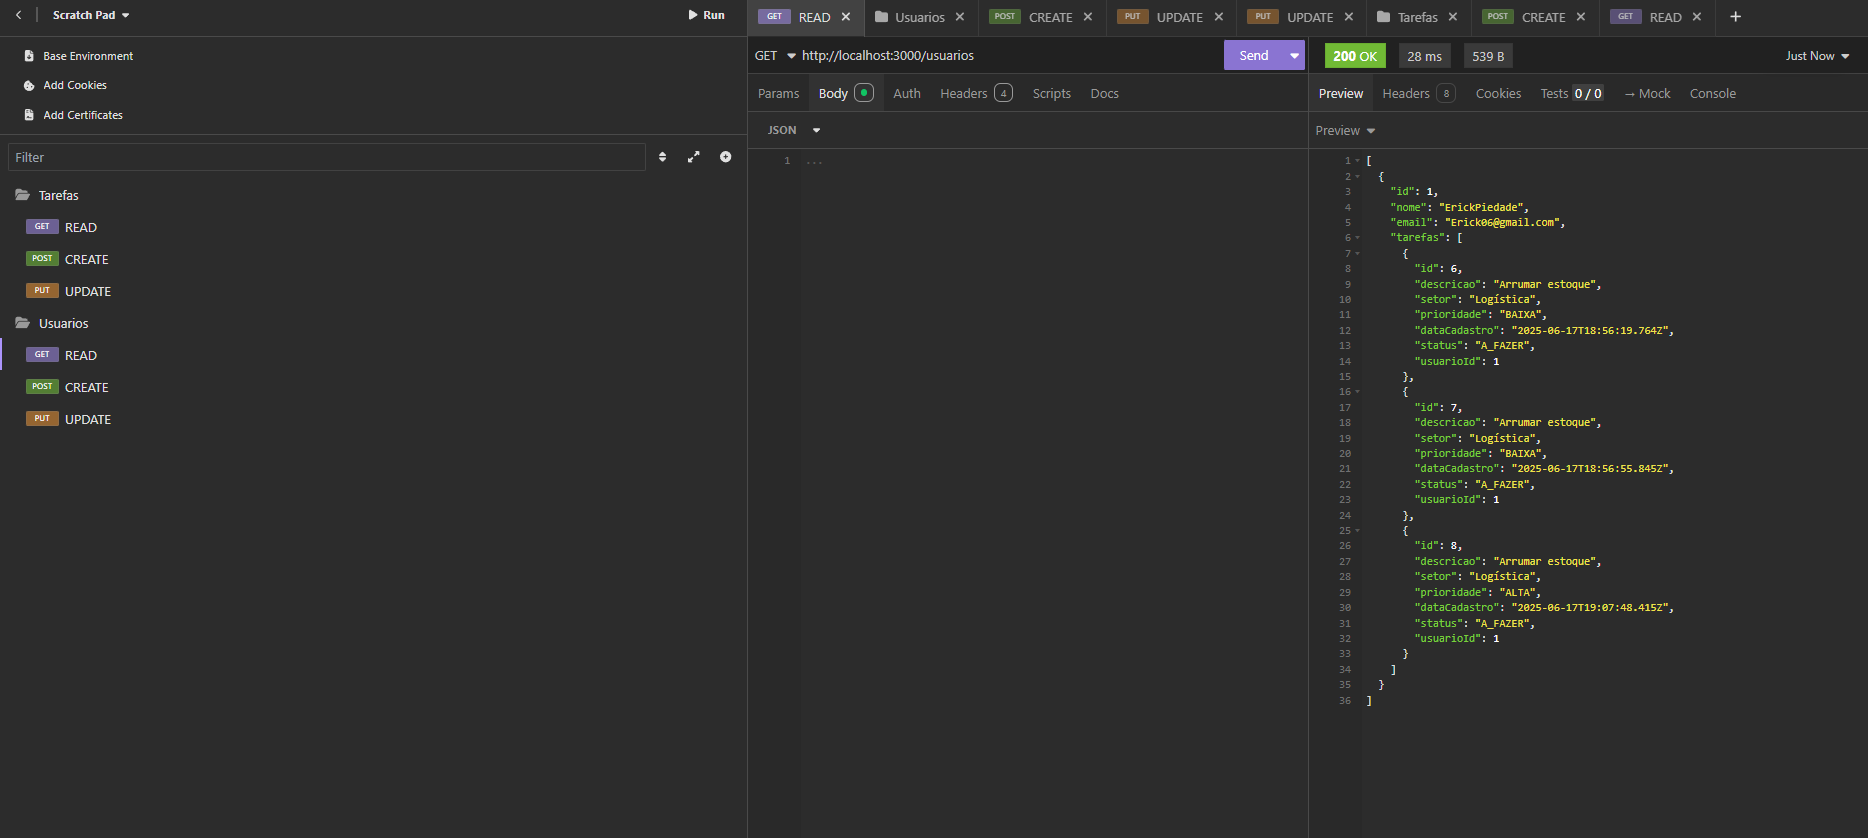 Scratch Pad
Run
Base Environment
Add Cookies
Add Certificates
Filter
Tarefas
GET READ
POST CREATE
PUT UPDATE
Usuarios
GET READ
POST CREATE
PUT UPDATE
GET READ
Usuarios
POST CREATE
PUT UPDATE
PUT UPDATE
Tarefas
POST CREATE
GET READ
GET http://localhost:3000/usuarios
Send
Params Body Auth Headers 4 Scripts Docs
JSON
1 ...
200 OK 28 ms 539 B Just Now
Preview Headers 8 Cookies Tests 0 / 0 → Mock Console
Preview
1 [
2 {
3 "id": 1,
4 "nome": "ErickPiedade",
5 "email": "Erick06@gmail.com",
6 "tarefas": [
7 {
8 "id": 6,
9 "descricao": "Arrumar estoque",
10 "setor": "Logística",
11 "prioridade": "BAIXA",
12 "dataCadastro": "2025-06-17T18:56:19.764Z",
13 "status": "A_FAZER",
14 "usuarioId": 1
15 },
16 {
17 "id": 7,
18 "descricao": "Arrumar estoque",
19 "setor": "Logística",
20 "prioridade": "BAIXA",
21 "dataCadastro": "2025-06-17T18:56:55.845Z",
22 "status": "A_FAZER",
23 "usuarioId": 1
24 },
25 {
26 "id": 8,
27 "descricao": "Arrumar estoque",
28 "setor": "Logística",
29 "prioridade": "ALTA",
30 "dataCadastro": "2025-06-17T19:07:48.415Z",
31 "status": "A_FAZER",
32 "usuarioId": 1
33 }
34 ]
35 }
36 ]